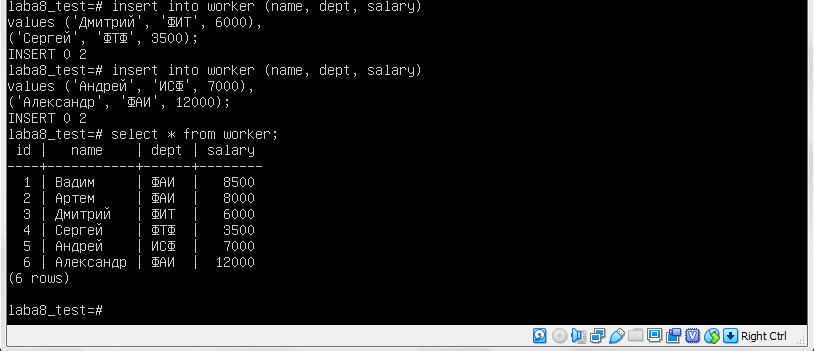 laba8_test=# insert into worker (name, dept, salary)
values ('Дмитрий', 'ФИТ', 6000),
('Сергей', 'ФТФ', 3500);
INSERT 0 2
laba8_test=# insert into worker (name, dept, salary)
values ('Андрей', 'ИСФ', 7000),
('Александр', 'ФАИ', 12000);
INSERT 0 2
laba8_test=# select * from worker;
 id |   name    | dept | salary
----+-----------+------+--------
  1 | Вадим     | ФАИ  |   8500
  2 | Артем     | ФАИ  |   8000
  3 | Дмитрий   | ФИТ  |   6000
  4 | Сергей    | ФТФ  |   3500
  5 | Андрей    | ИСФ  |   7000
  6 | Александр | ФАИ  |  12000
(6 rows)
laba8_test=#
Right Ctrl